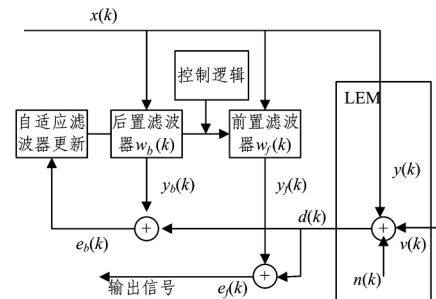 x(k)
控制逻辑
LEM
自适应滤
波器更新
后置滤波
器w_b(k)
前置滤波
器w_f(k)
y_b(k)
y_f(k)
y(k)
d(k)
v(k)
e_b(k)
n(k)
输出信号
e_f(k)